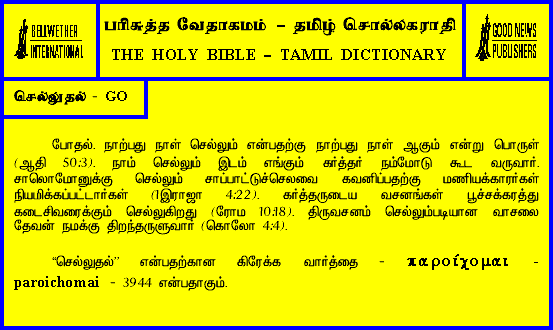 BELLWETHER
INTERNATIONAL
பரிசுத்த வேதாகமம் – தமிழ் சொல்லகராதி
THE HOLY BIBLE – TAMIL DICTIONARY
GOOD NEWS
PUBLISHERS
செல்லுதல் - GO
போதல். நாற்பது நாள் செல்லும் என்பதற்கு நாற்பது நாள் ஆகும் என்று பொருள்
(ஆதி 50:3). நாம் செல்லும் இடம் எங்கும் கர்த்தர் நம்மோடு கூட வருவார்.
சாலொமோனுக்கு செல்லும் சாப்பாட்டுச்செலவை கவனிப்பதற்கு மணியக்காரர்கள்
நியமிக்கப்பட்டார்கள் (1இராஜா 4:22). கர்த்தருடைய வசனங்கள் பூச்சக்கரத்து
கடைசிவரைக்கும் செல்லுகிறது (ரோம 10:18). திருவசனம் செல்லும்படியான வாசலை
தேவன் நமக்கு திறந்தருளுவார் (கொலோ 4:4).
“செல்லுதல்” என்பதற்கான கிரேக்க வார்த்தை - παροίχομαι -
paroichomai - 3944 என்பதாகும்.